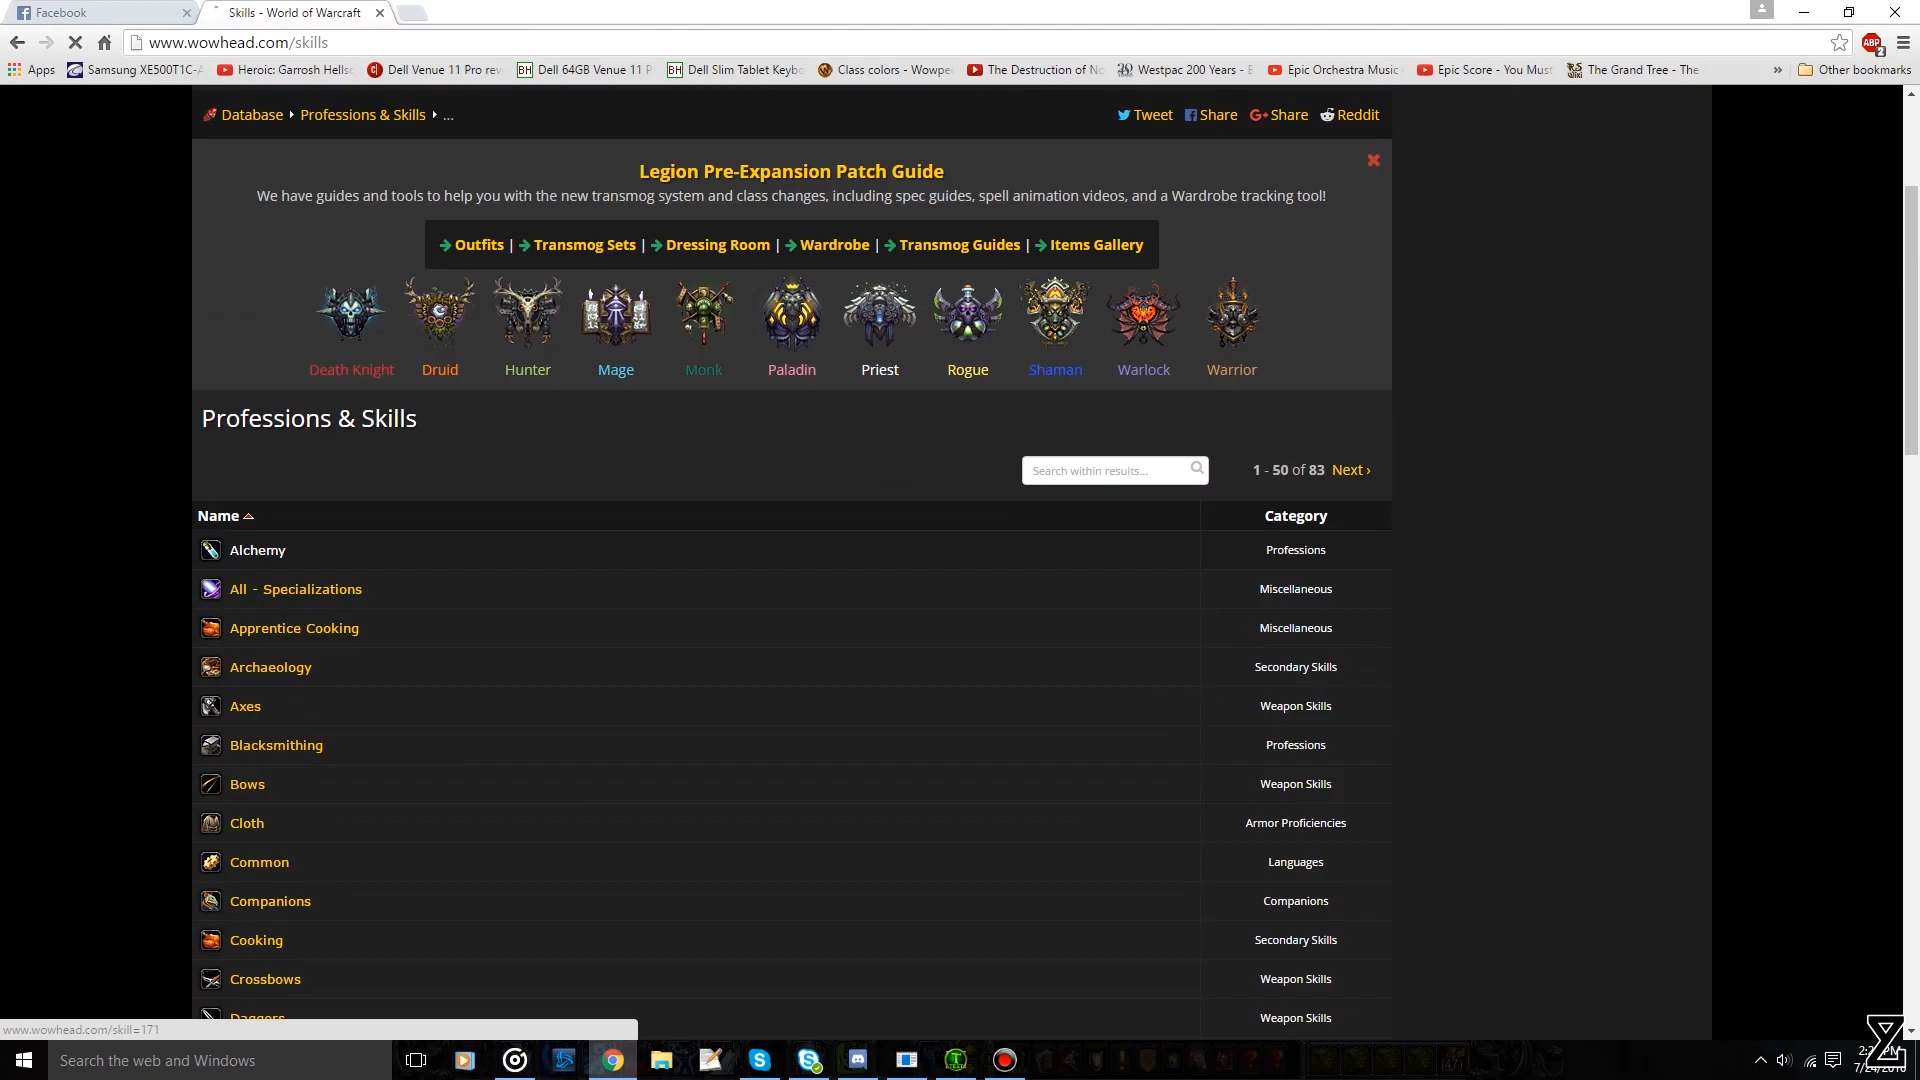 Facebook
Skills - World of Warcraft
www.wowhead.com/skills
ABP
2
Apps
Samsung XE500T1C-A
Heroic: Garrosh Hells
Dell Venue 11 Pro rev
BH
Dell 64GB Venue 11 P
BH
Dell Slim Tablet Keyb
Class colors - Wowpe
The Destruction of No
Westpac 200 Years -
Epic Orchestra Music
Epic Score - You Must
The Grand Tree - The
»
Other bookmarks
Database
Professions & Skills
...
Tweet
Share
G+ Share
Reddit
Legion Pre-Expansion Patch Guide
We have guides and tools to help you with the new transmog system and class changes, including spec guides, spell animation videos, and a Wardrobe tracking tool!
Outfits | Transmog Sets | Dressing Room | Wardrobe | Transmog Guides | Items Gallery
Death Knight
Druid
Hunter
Mage
Monk
Paladin
Priest
Rogue
Shaman
Warlock
Warrior
Professions & Skills
Search within results...
1 - 50 of 83 Next ›
Name
Category
Alchemy
Professions
All - Specializations
Miscellaneous
Apprentice Cooking
Miscellaneous
Archaeology
Secondary Skills
Axes
Weapon Skills
Blacksmithing
Professions
Bows
Weapon Skills
Cloth
Armor Proficiencies
Common
Languages
Companions
Companions
Cooking
Secondary Skills
Crossbows
Weapon Skills
Daggers
Weapon Skills
www.wowhead.com/skill=171
Search the web and Windows